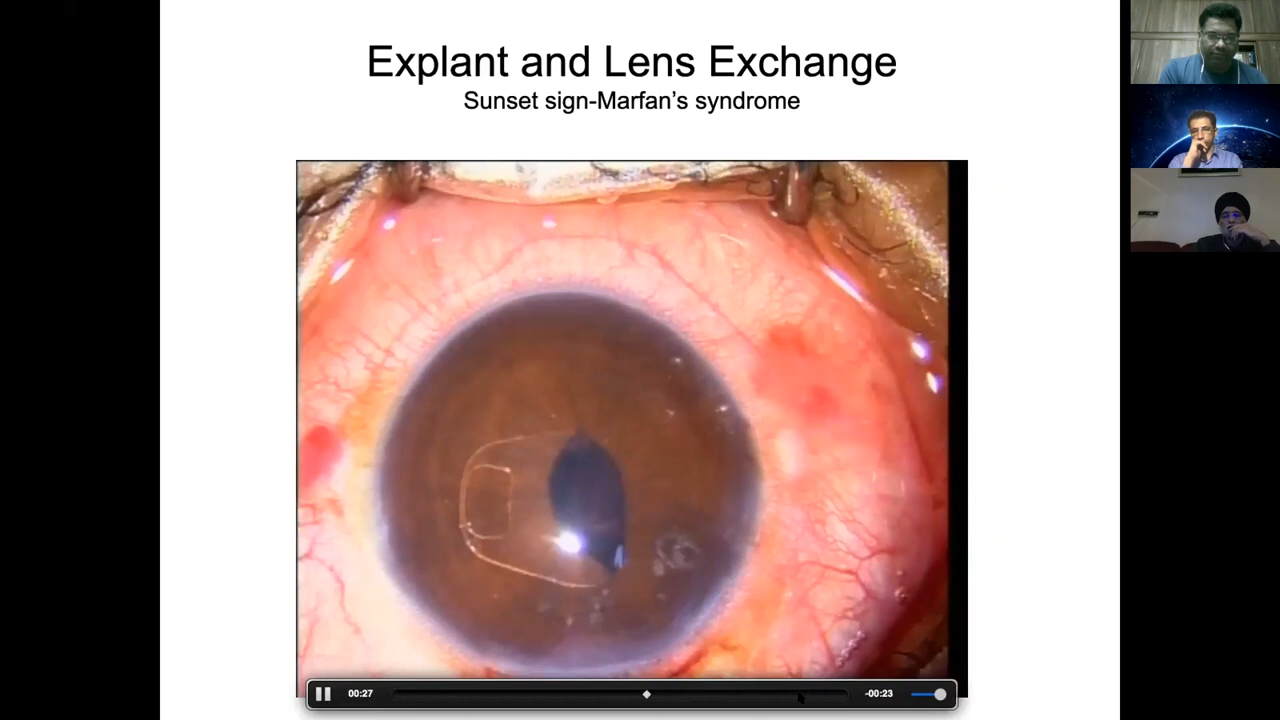 Explant and Lens Exchange
Sunset sign-Marfan's syndrome
00:27
-00:23